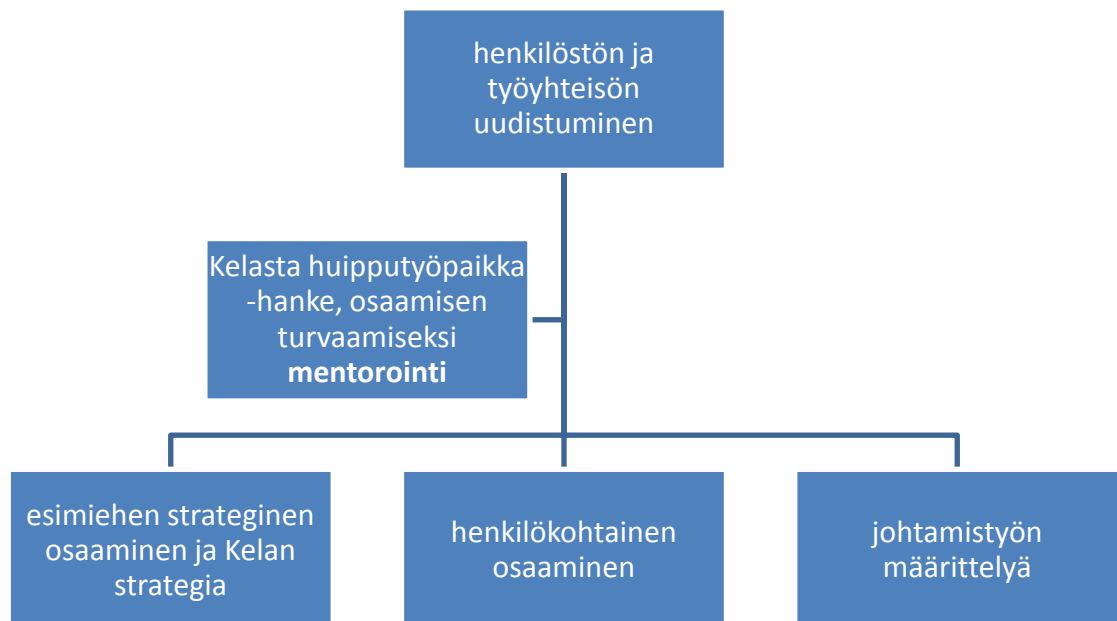 henkilöstön ja
työyhteisön
uudistuminen
Kelasta huipputyöpaikka
-hanke, osaamisen
turvaamiseksi
mentorointi
esimiehen strateginen
osaaminen ja Kelan
strategia
henkilökohtainen
osaaminen
johtamistyön
määrittelyä